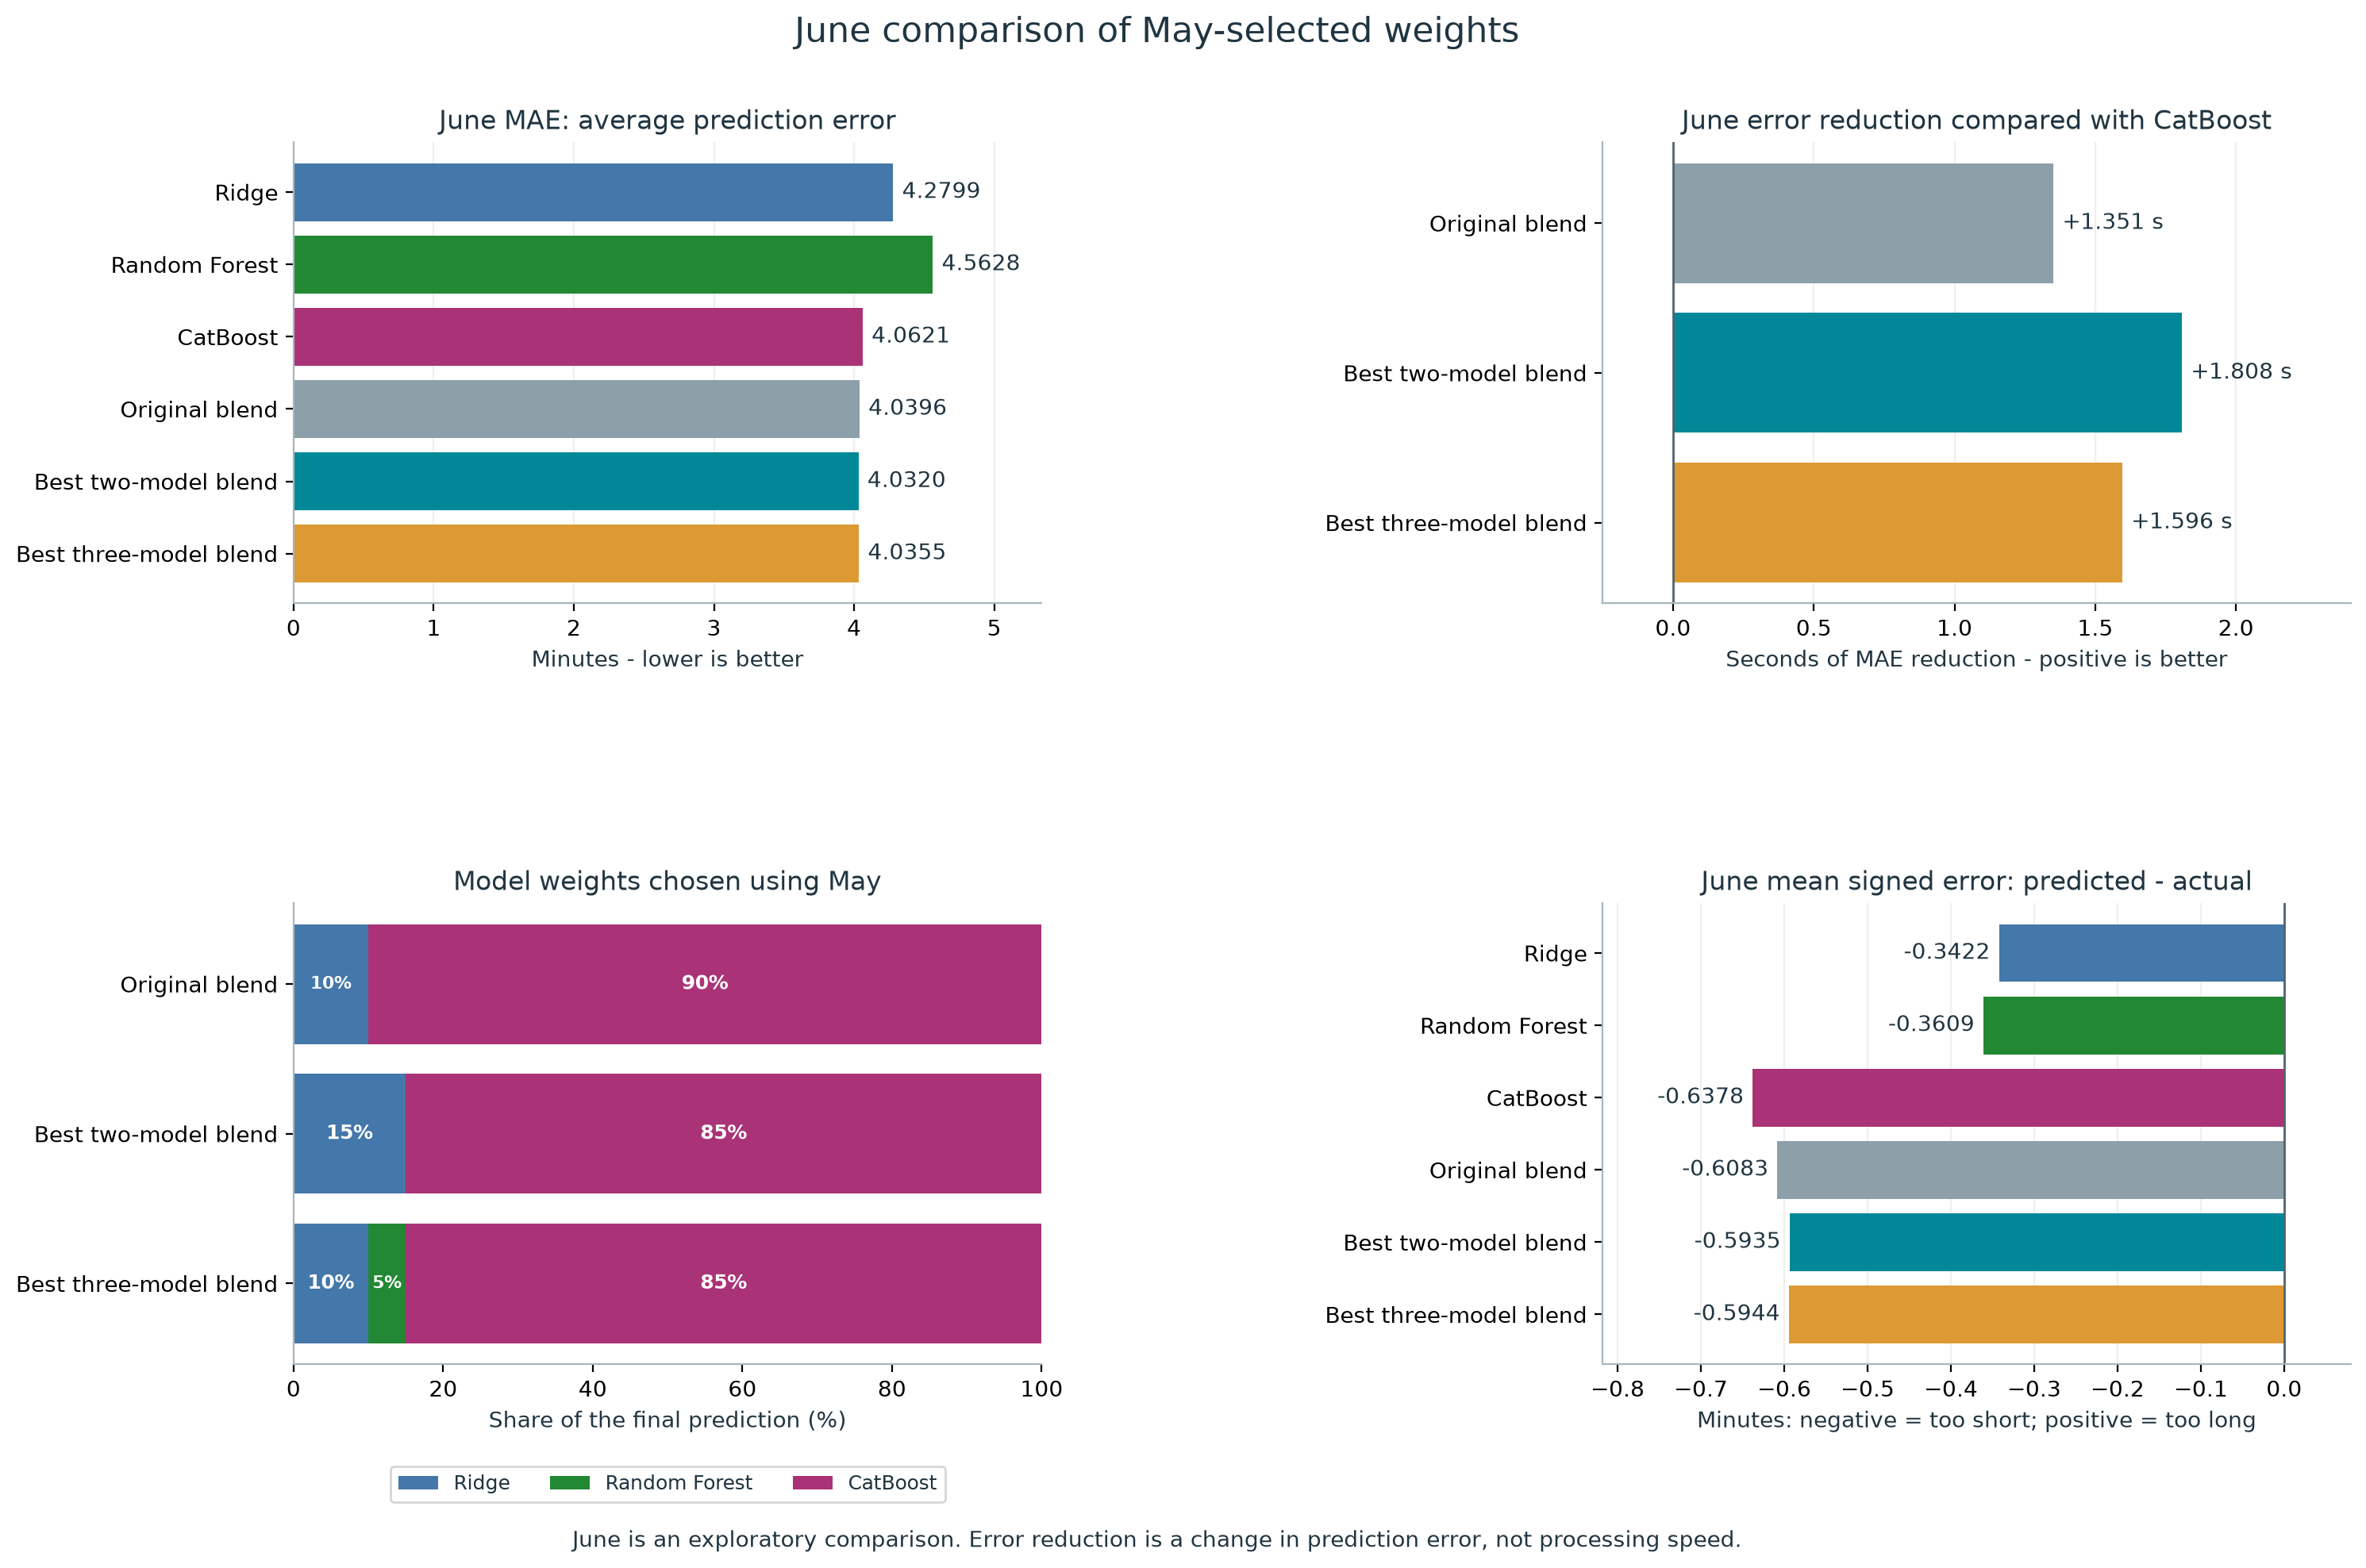 June comparison of May-selected weights
June MAE: average prediction error
Ridge
4.2799
Random Forest
4.5628
CatBoost
4.0621
Original blend
4.0396
Best two-model blend
4.0320
Best three-model blend
4.0355
0 1 2 3 4 5
Minutes - lower is better
June error reduction compared with CatBoost
Original blend
+1.351 s
Best two-model blend
+1.808 s
Best three-model blend
+1.596 s
0.0 0.5 1.0 1.5 2.0
Seconds of MAE reduction - positive is better
Model weights chosen using May
Original blend
10% 90%
Best two-model blend
15% 85%
Best three-model blend
10% 5% 85%
0 20 40 60 80 100
Share of the final prediction (%)
Ridge Random Forest CatBoost
June mean signed error: predicted - actual
Ridge
-0.3422
Random Forest
-0.3609
CatBoost
-0.6378
Original blend
-0.6083
Best two-model blend
-0.5935
Best three-model blend
-0.5944
−0.8 −0.7 −0.6 −0.5 −0.4 −0.3 −0.2 −0.1 0.0
Minutes: negative = too short; positive = too long
June is an exploratory comparison. Error reduction is a change in prediction error, not processing speed.